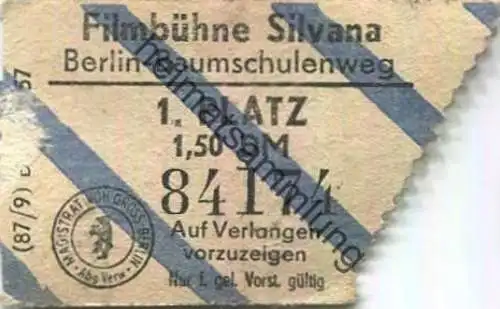 Filmbühne Silvana
Berlin-Baumschulenweg
1. PLATZ
1,50 DM
84174
Auf Verlangen
vorzuzeigen
Nur f. gel. Vorst. gültig
MAGISTRAT VON GROSS-BERLIN
Abg Verw
(87/9) D 57
heimatsammlung